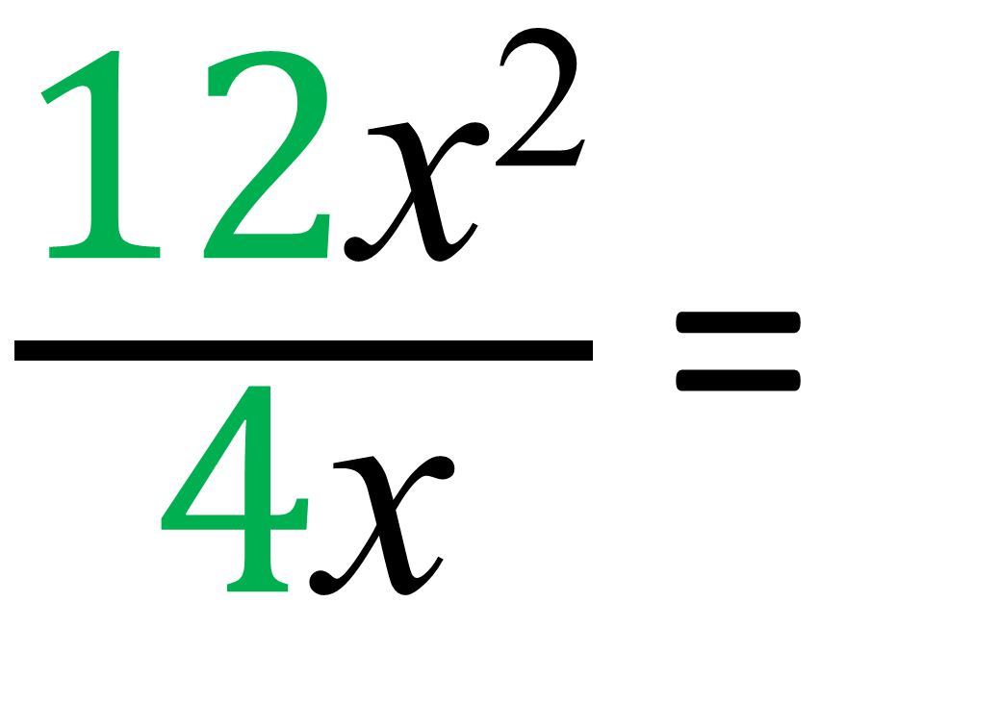 12x²
4x
=